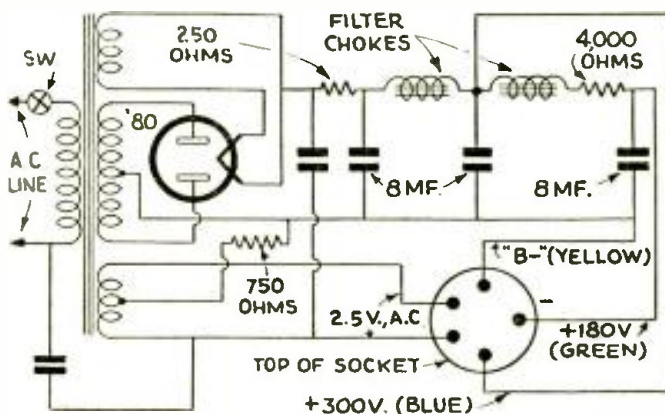 250
OHMS
FILTER
CHOKES
4,000
OHMS
SW
'80
A C
LINE
8 MF.
8 MF.
"B-" (YELLOW)
750
OHMS
2.5 V., A.C
–
+180V
(GREEN)
TOP OF SOCKET
+300V. (BLUE)